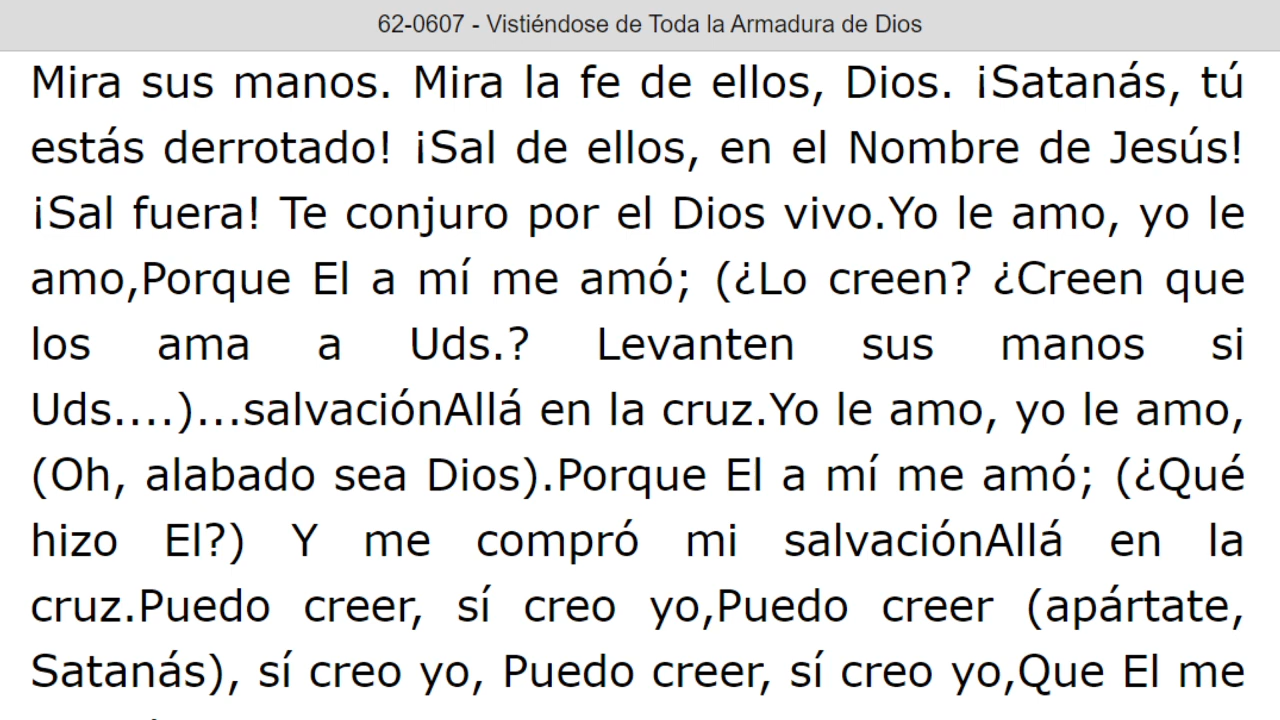 62-0607 - Vistiéndose de Toda la Armadura de Dios
Mira sus manos. Mira la fe de ellos, Dios. ¡Satanás, tú
estás derrotado! ¡Sal de ellos, en el Nombre de Jesús!
¡Sal fuera! Te conjuro por el Dios vivo.Yo le amo, yo le
amo,Porque El a mí me amó; (¿Lo creen? ¿Creen que
los ama a Uds.? Levanten sus manos si
Uds....)...salvaciónAllá en la cruz.Yo le amo, yo le amo,
(Oh, alabado sea Dios).Porque El a mí me amó; (¿Qué
hizo El?) Y me compró mi salvaciónAllá en la
cruz.Puedo creer, sí creo yo,Puedo creer (apártate,
Satanás), sí creo yo, Puedo creer, sí creo yo,Que El me